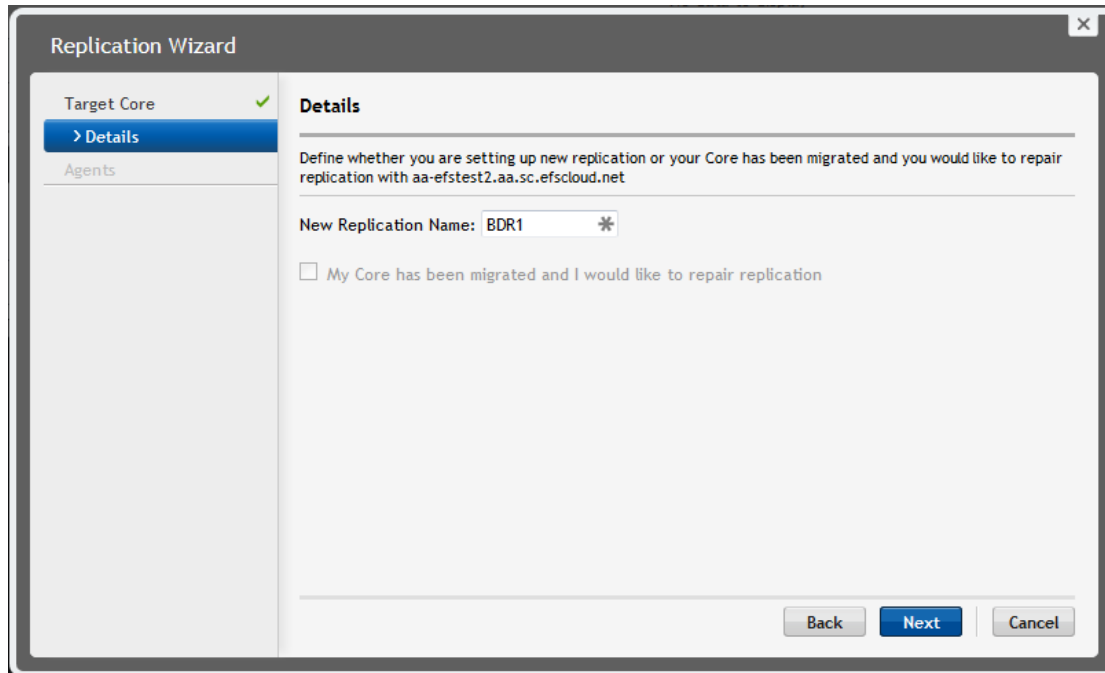 Replication Wizard
Target Core
> Details
Agents
Details
Define whether you are setting up new replication or your Core has been migrated and you would like to repair
replication with aa-efstest2.aa.sc.efscloud.net
New Replication Name: BDR1 *
My Core has been migrated and I would like to repair replication
Back Next Cancel